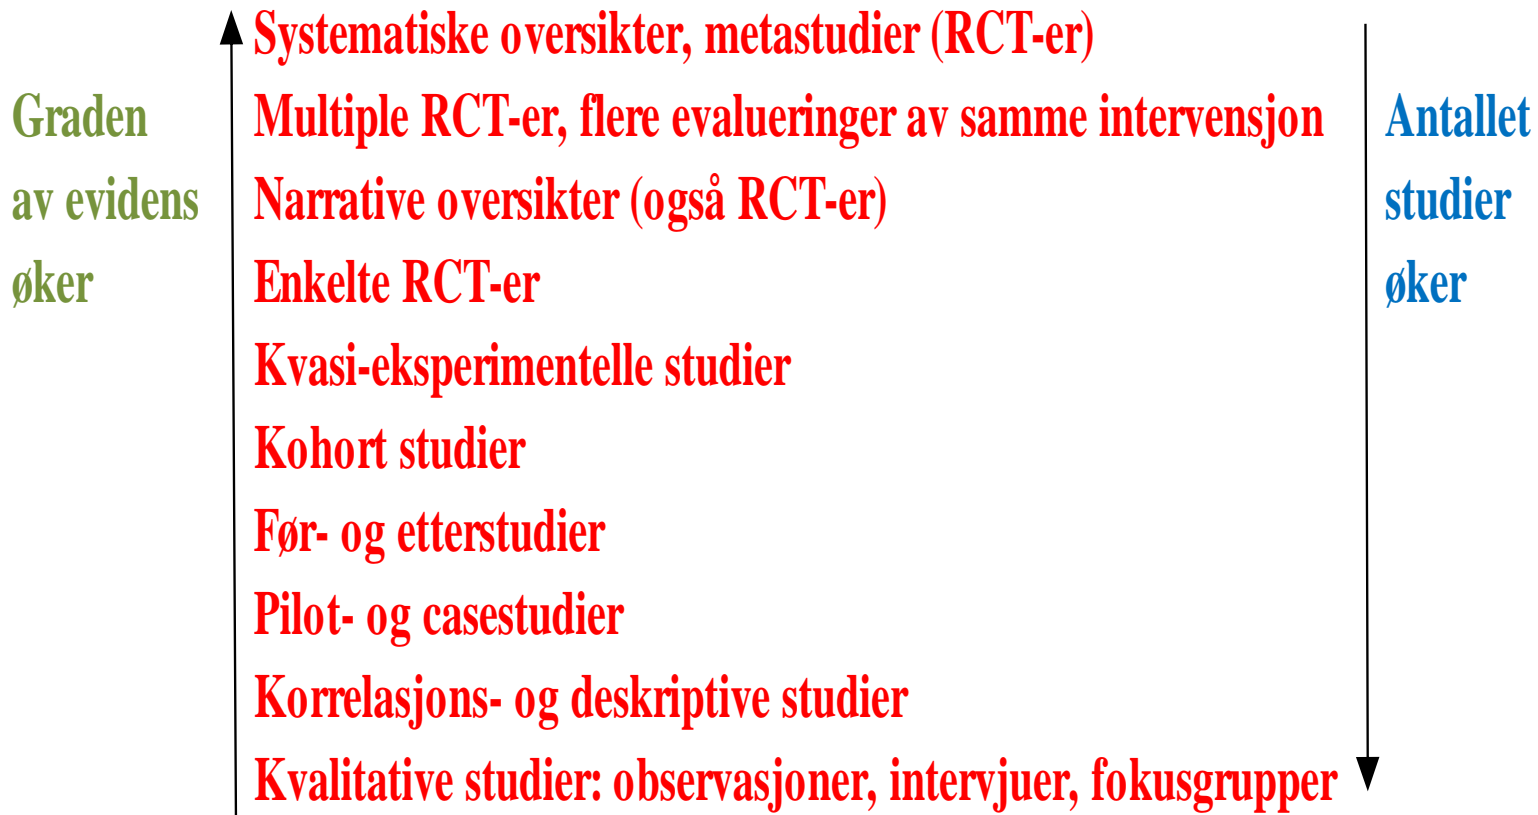 Systematiske oversikter, metastudier (RCT-er)
Graden
av evidens
øker
Multiple RCT-er, flere evalueringer av samme intervensjon
Narrative oversikter (også RCT-er)
Enkelte RCT-er
Kvasi-eksperimentelle studier
Kohort studier
Før- og etterstudier
Pilot- og casestudier
Korrelasjons- og deskriptive studier
Kvalitative studier: observasjoner, intervjuer, fokusgrupper
Antallet
studier
øker